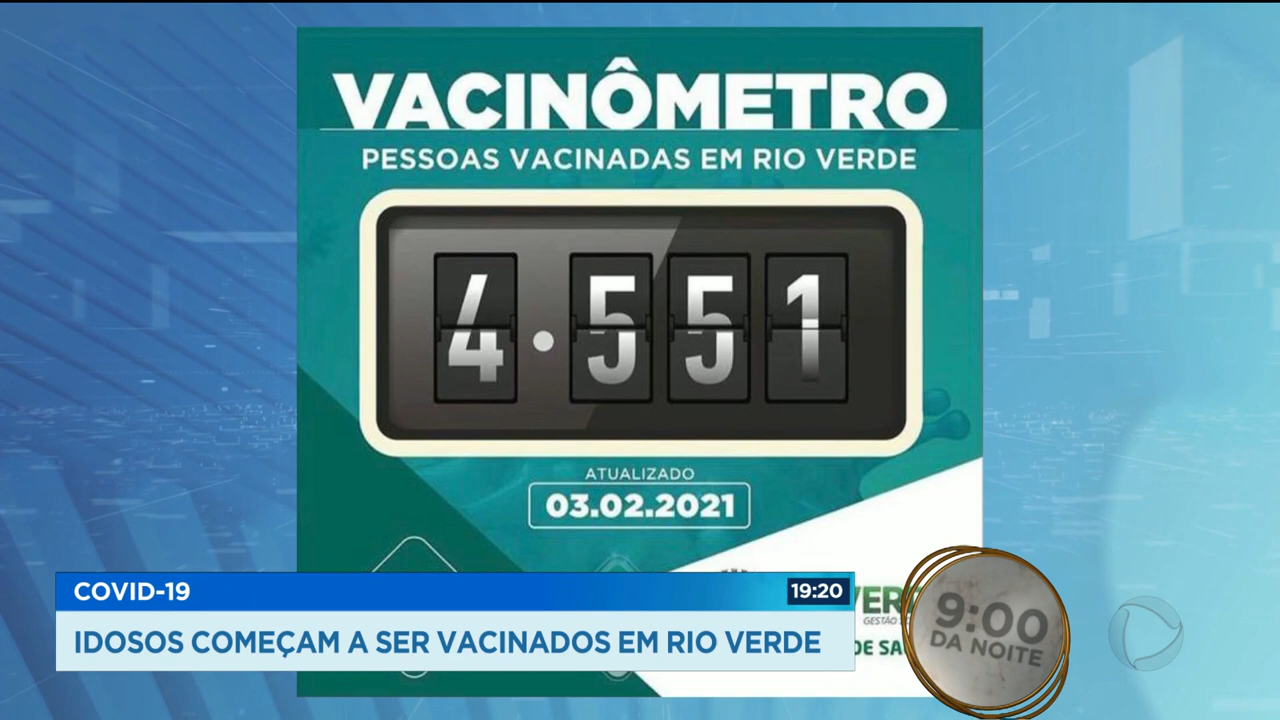 VACINÔMETRO
PESSOAS VACINADAS EM RIO VERDE
4.551
ATUALIZADO
03.02.2021
COVID-19
19:20
IDOSOS COMEÇAM A SER VACINADOS EM RIO VERDE
9:00
DA NOITE